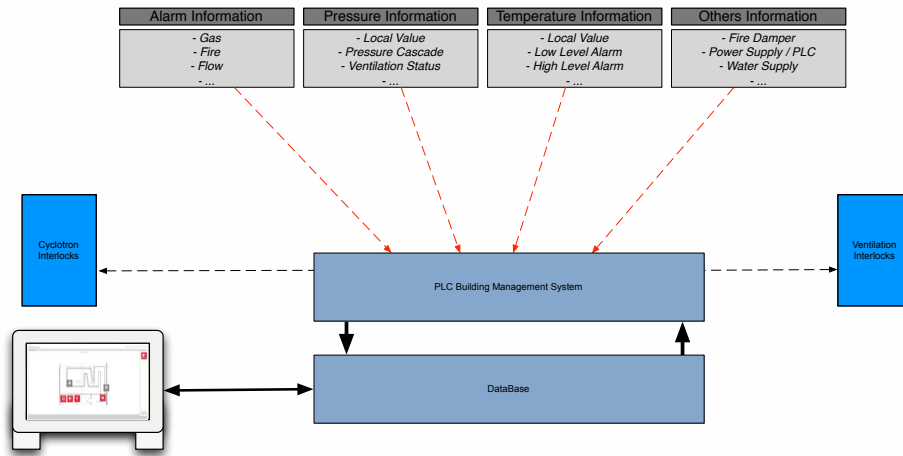 Alarm Information
- Gas
- Fire
- Flow
- ...
Pressure Information
- Local Value
- Pressure Cascade
- Ventilation Status
- ...
Temperature Information
- Local Value
- Low Level Alarm
- High Level Alarm
- ...
Others Information
- Fire Damper
- Power Supply / PLC
- Water Supply
- ...
Cyclotron
Interlocks
Ventilation
Interlocks
PLC Building Management System
DataBase